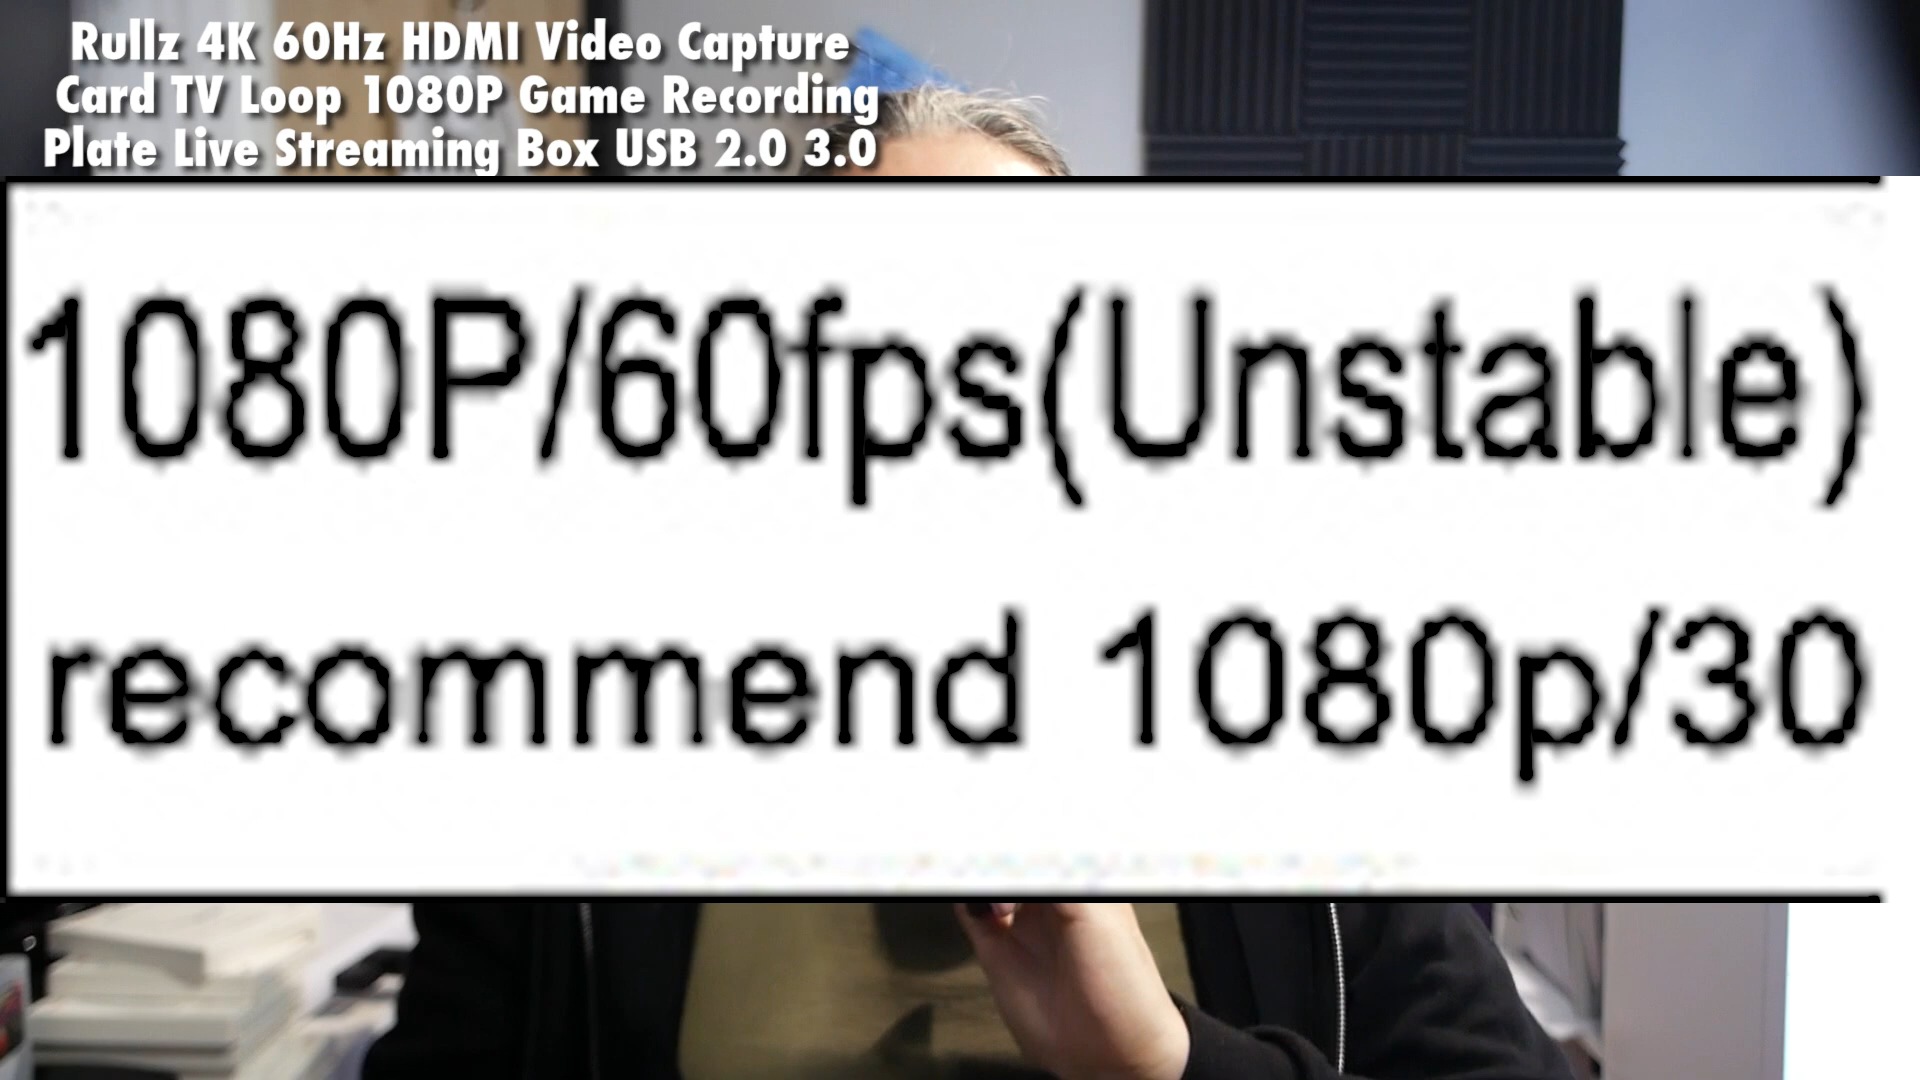 Rullz 4K 60Hz HDMI Video Capture
Card TV Loop 1080P Game Recording
Plate Live Streaming Box USB 2.0 3.0
1080P/60fps(Unstable)
recommend 1080p/30